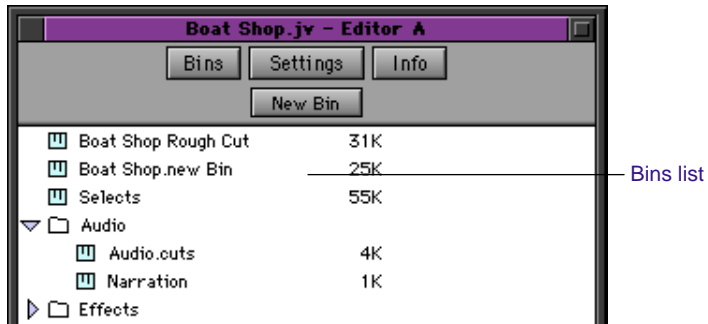 Boat Shop.jv - Editor A
Bins Settings Info
New Bin
Boat Shop Rough Cut 31K
Boat Shop.new Bin 25K
Bins list
Selects 55K
Audio
Audio.cuts 4K
Narration 1K
Effects